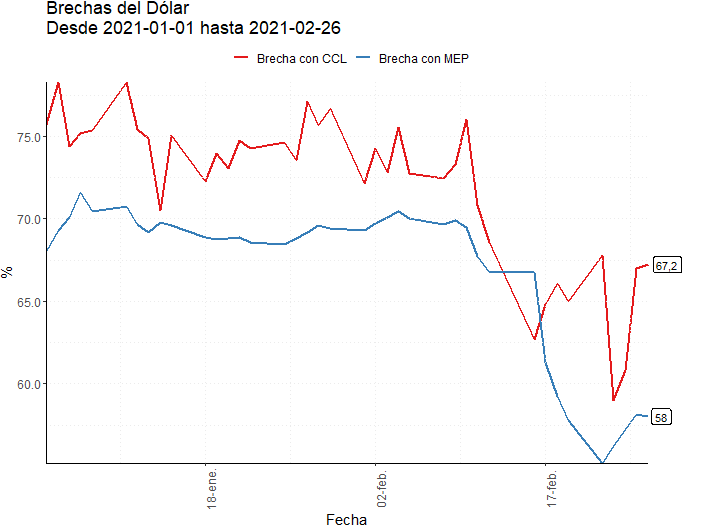 Brechas del Dólar
Desde 2021-01-01 hasta 2021-02-26
Brecha con CCL
Brecha con MEP
75.0
70.0
65.0
60.0
%
67,2
58
18-ene.
02-feb.
17-feb.
Fecha